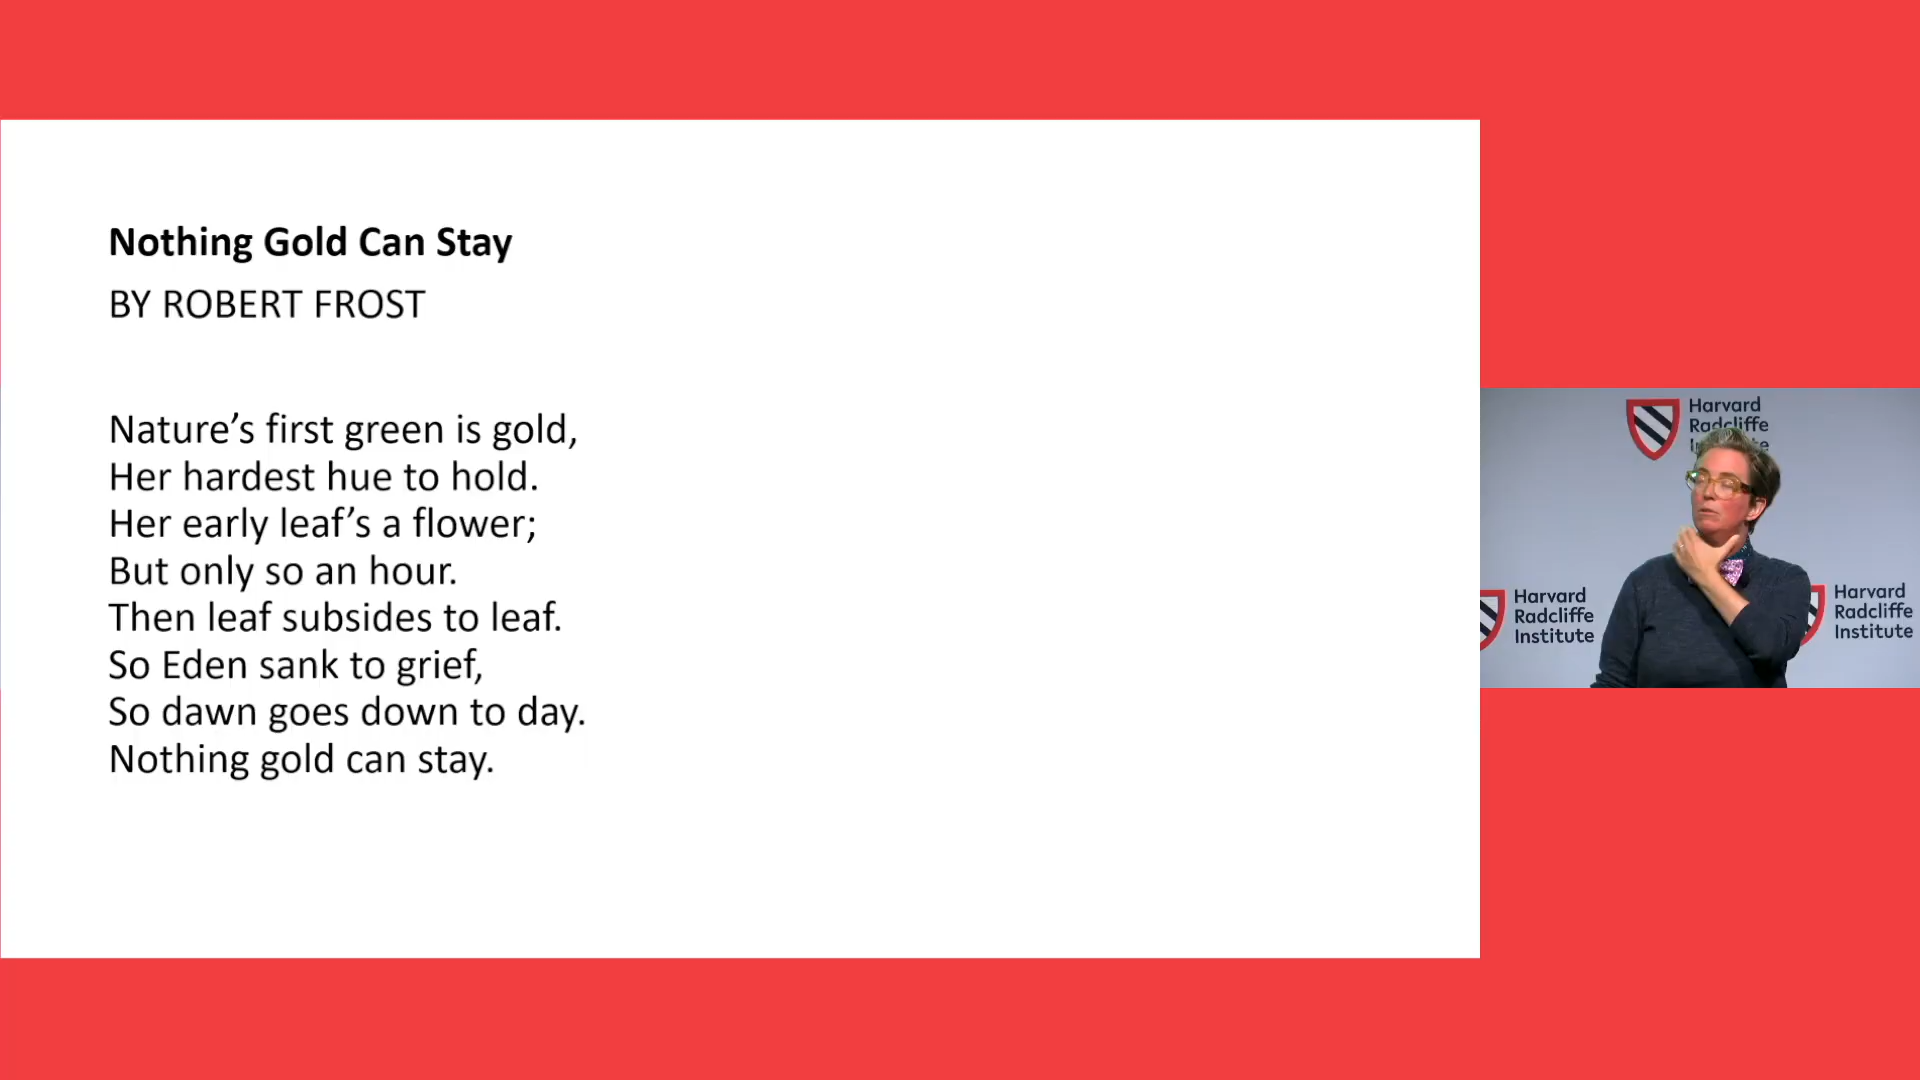 Nothing Gold Can Stay
BY ROBERT FROST
Nature’s first green is gold,
Her hardest hue to hold.
Her early leaf’s a flower;
But only so an hour.
Then leaf subsides to leaf.
So Eden sank to grief,
So dawn goes down to day.
Nothing gold can stay.
Harvard
Radcliffe
Harvard
Radcliffe
Institute
Harvard
Radcliffe
Institute